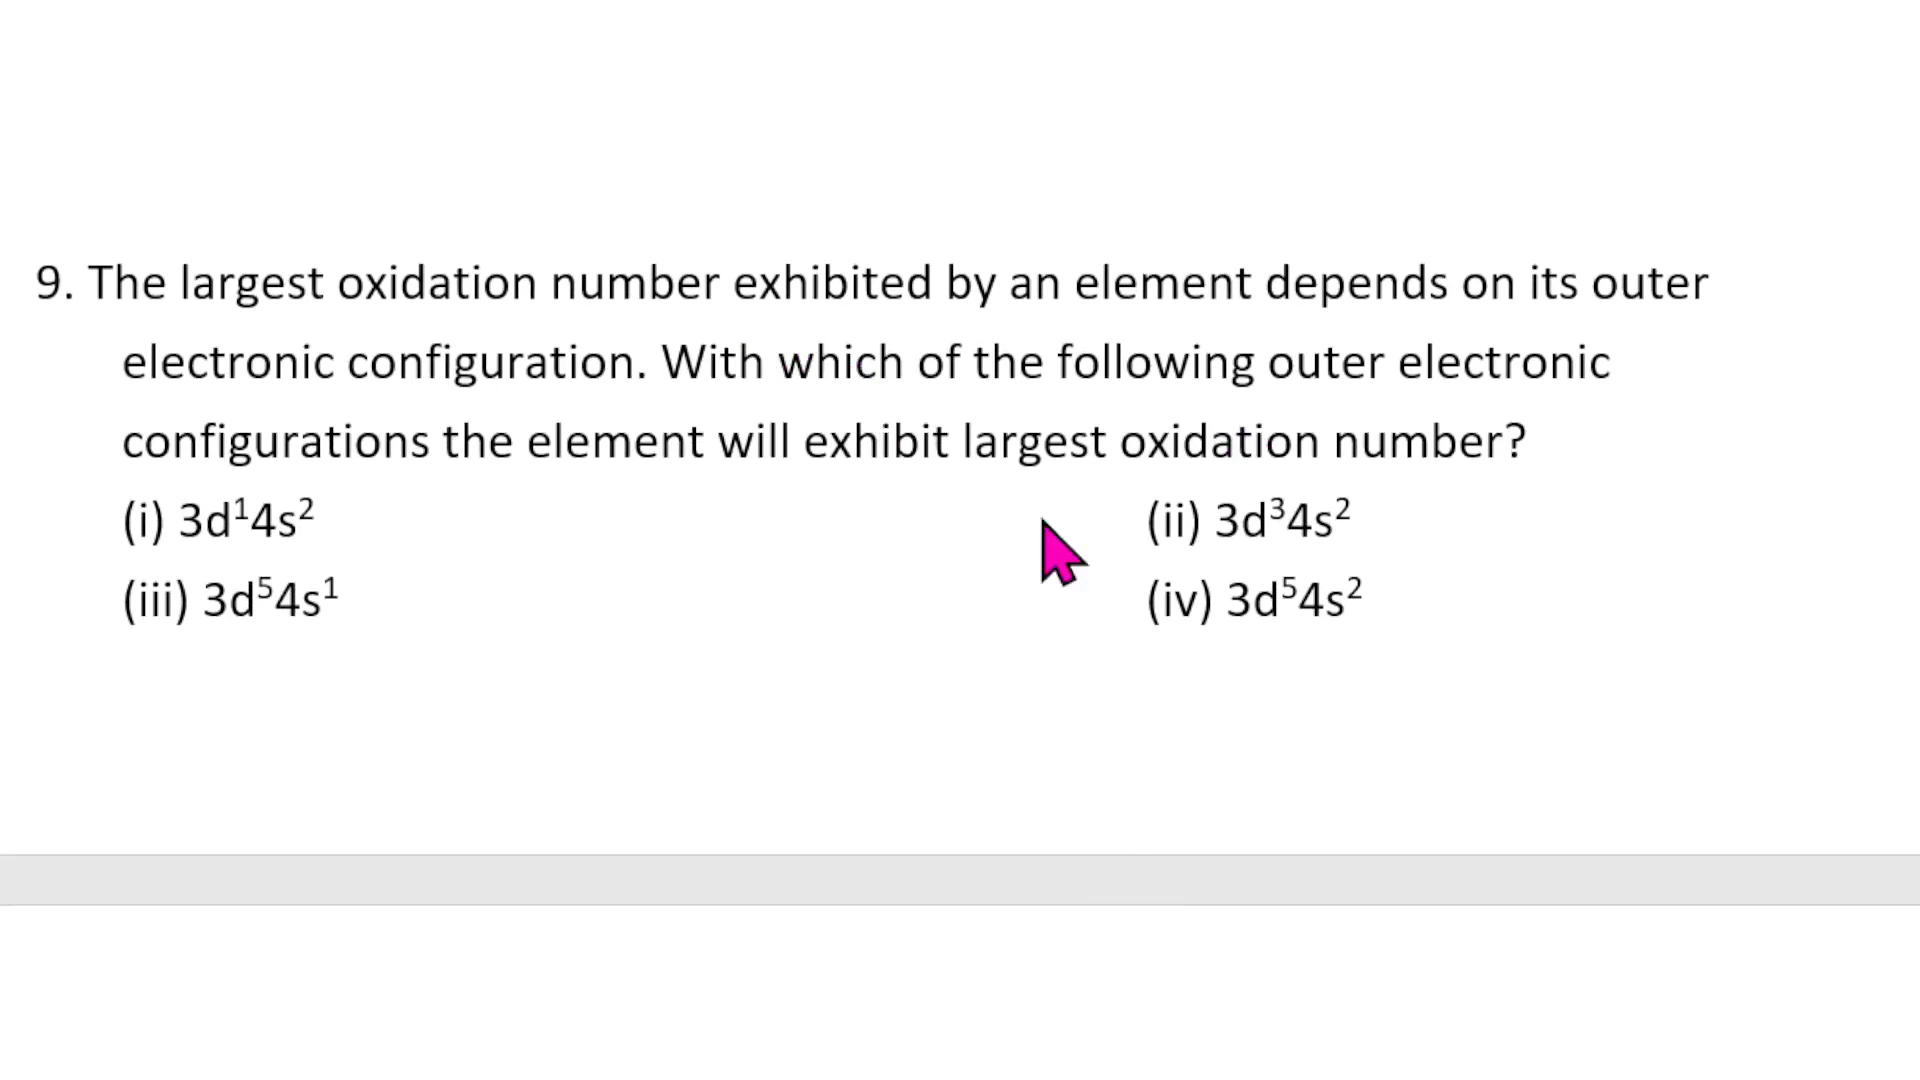 9. The largest oxidation number exhibited by an element depends on its outer
electronic configuration. With which of the following outer electronic
configurations the element will exhibit largest oxidation number?
(i) 3d¹4s² (ii) 3d³4s²
(iii) 3d⁵4s¹ (iv) 3d⁵4s²